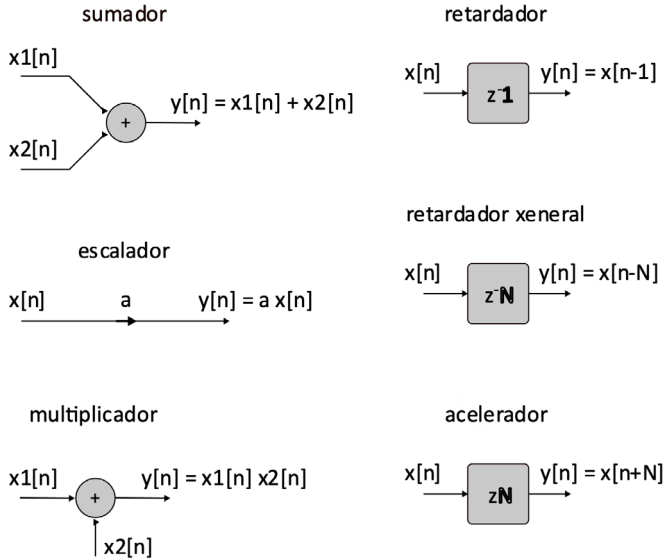 sumador
x1[n]
x2[n]
+
y[n] = x1[n] + x2[n]
escalador
x[n]
a
y[n] = a x[n]
multiplicador
x1[n]
+
y[n] = x1[n] x2[n]
x2[n]
retardador
x[n]
z-1
y[n] = x[n-1]
retardador xeneral
x[n]
z-N
y[n] = x[n-N]
acelerador
x[n]
zN
y[n] = x[n+N]